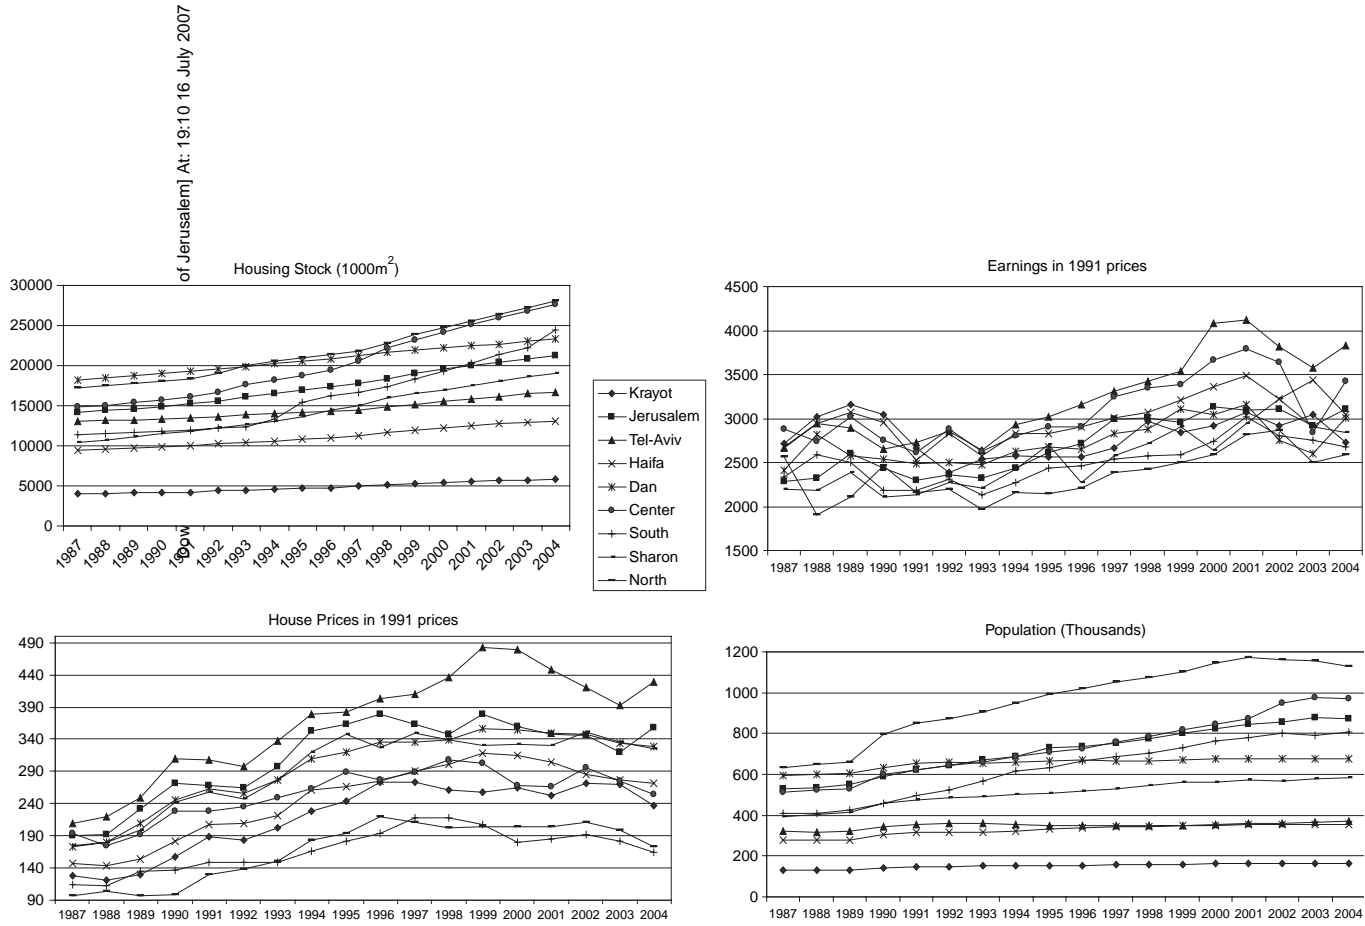 of Jerusalem] At: 19:10 16 July 2007
Dow
Housing Stock (1000m2)
30000
25000
20000
15000
10000
5000
0
1987 1988 1989 1990 1991 1992 1993 1994 1995 1996 1997 1998 1999 2000 2001 2002 2003 2004
Krayot
Jerusalem
Tel-Aviv
Haifa
Dan
Center
South
Sharon
North
Earnings in 1991 prices
4500
4000
3500
3000
2500
2000
1500
1987 1988 1989 1990 1991 1992 1993 1994 1995 1996 1997 1998 1999 2000 2001 2002 2003 2004
House Prices in 1991 prices
490
440
390
340
290
240
190
140
90
1987 1988 1989 1990 1991 1992 1993 1994 1995 1996 1997 1998 1999 2000 2001 2002 2003 2004
Population (Thousands)
1200
1000
800
600
400
200
0
1987 1988 1989 1990 1991 1992 1993 1994 1995 1996 1997 1998 1999 2000 2001 2002 2003 2004